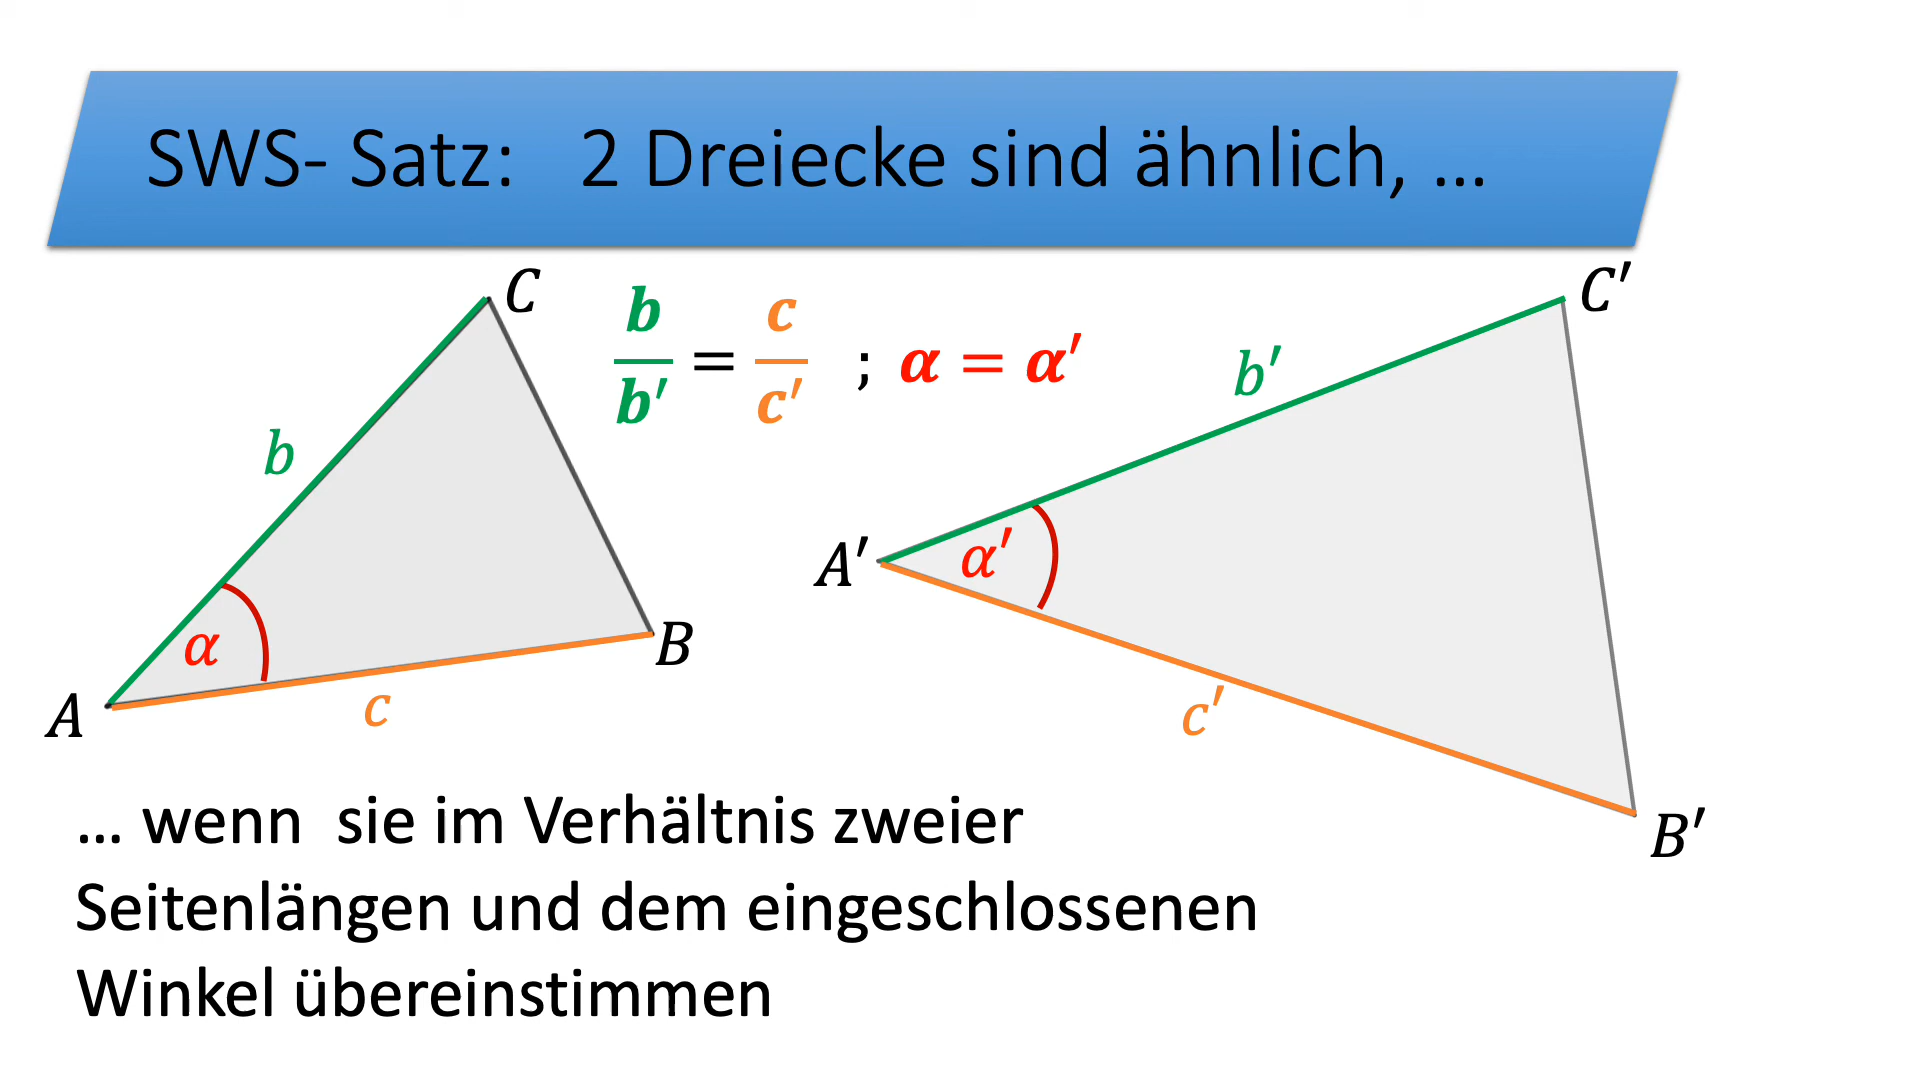 SWS- Satz: 2 Dreiecke sind ähnlich, ...
C
b/b′ = c/c′ ; α = α′
C′
b′
b
A′
α′
α
B
A
c
c′
B′
... wenn sie im Verhältnis zweier
Seitenlängen und dem eingeschlossenen
Winkel übereinstimmen